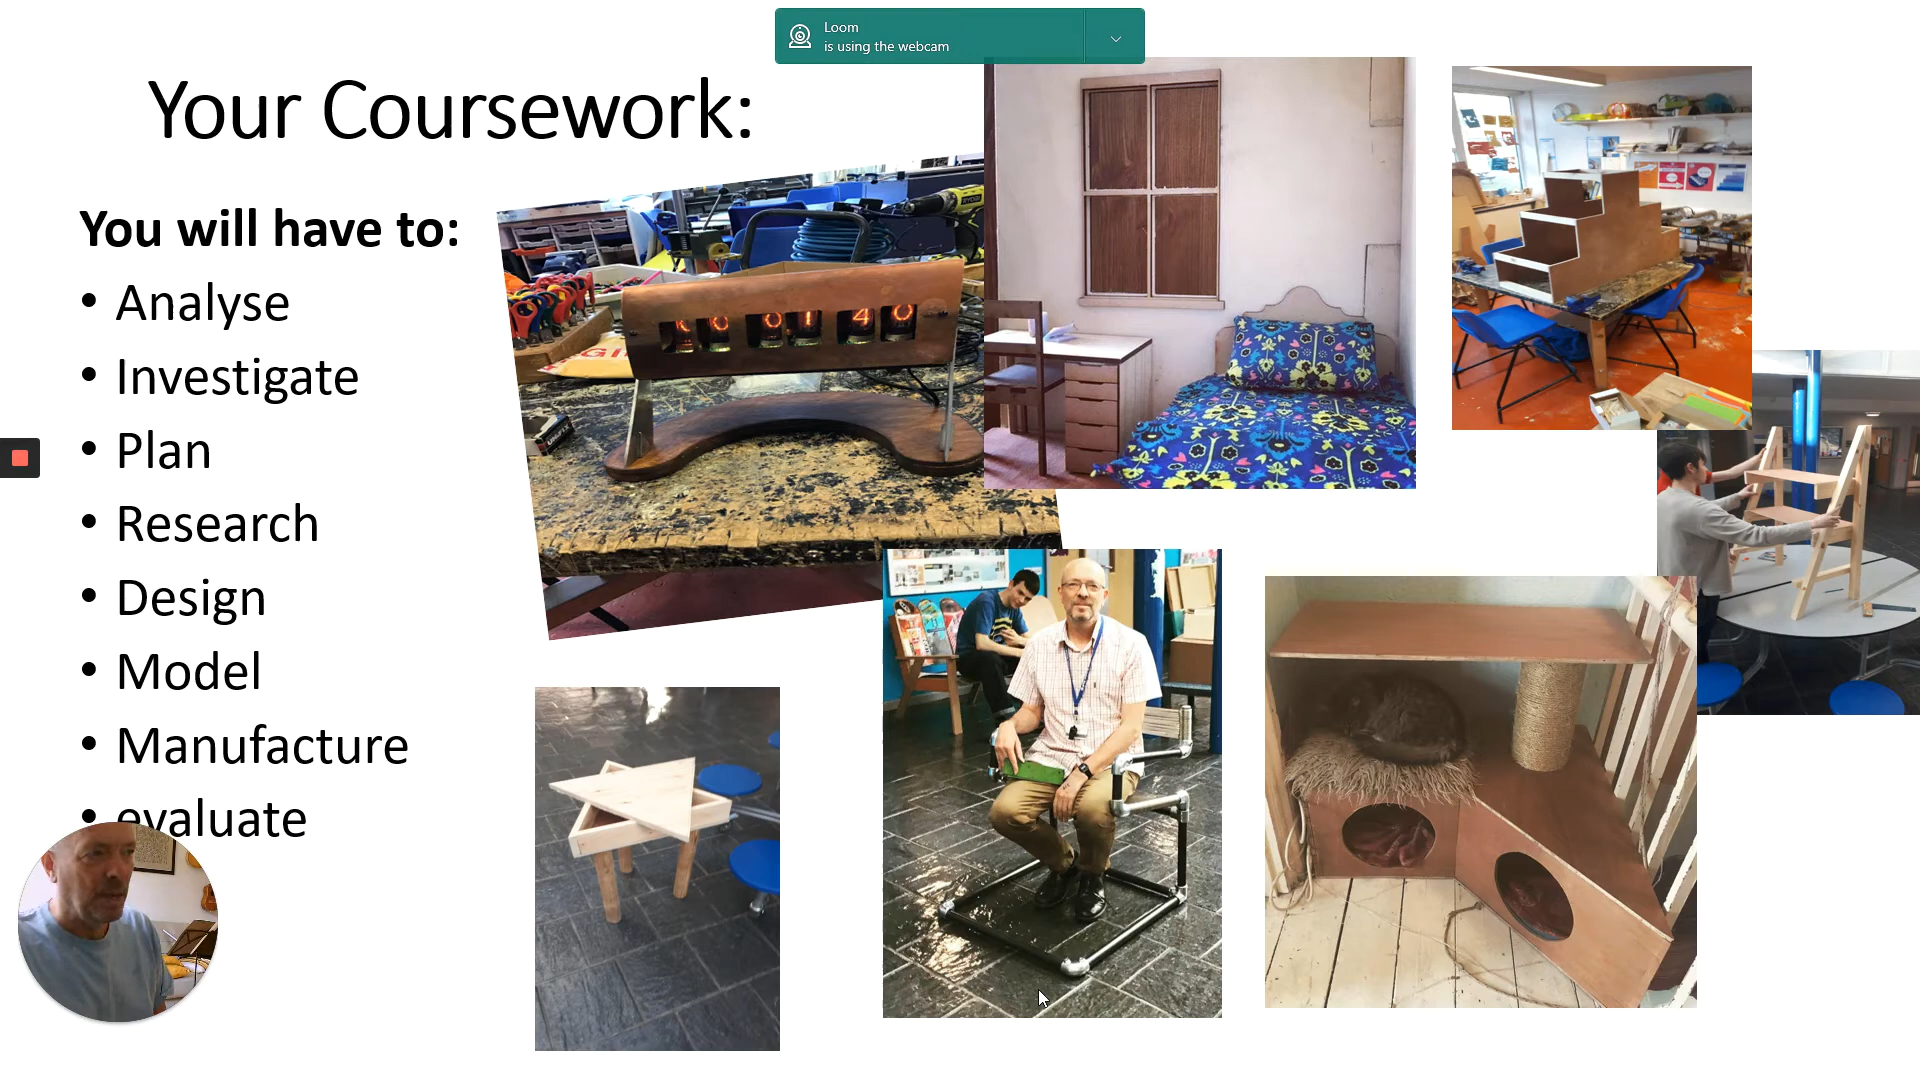 Loom
is using the webcam
Your Coursework:
You will have to:
• Analyse
• Investigate
• Plan
• Research
• Design
• Model
• Manufacture
• evaluate
RYOBI